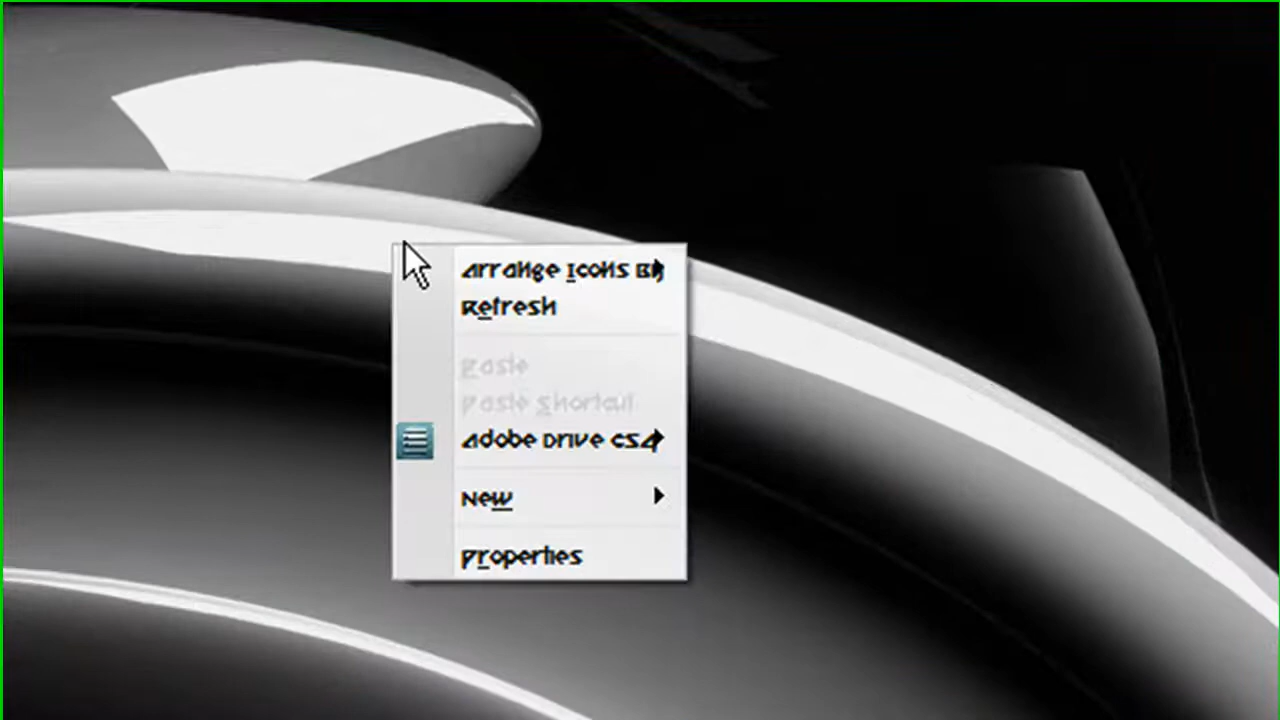 Arrange Icons By
Refresh
Paste
Paste Shortcut
Adobe Drive CS4
New
Properties